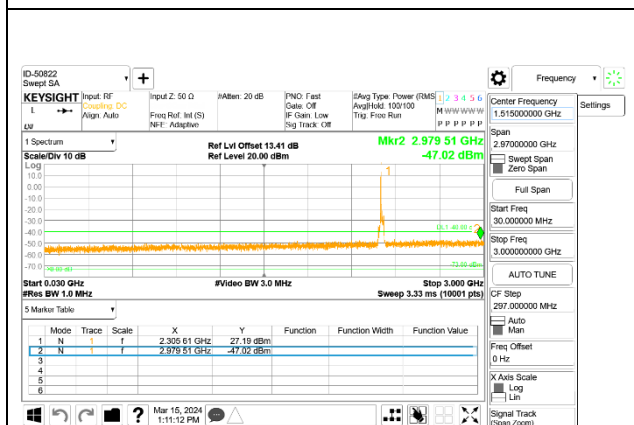 ID-50822
Swept SA
+
Frequency
Settings
KEYSIGHT
L
Input: RF
Coupling: DC
Align: Auto
Input Z: 50 Ω
Freq Ref: Int (S)
NFE: Adaptive
#Atten: 20 dB
PNO: Fast
Gate: Off
IF Gain: Low
Sig Track: Off
#Avg Type: Power (RMS
Avg|Hold: 100/100
Trig: Free Run
1 2 3 4 5 6
M W W W W W
P P P P P P
Center Frequency
1.515000000 GHz
Span
2.97000000 GHz
Swept Span
Zero Span
Full Span
Start Freq
30.000000 MHz
Stop Freq
3.000000000 GHz
AUTO TUNE
CF Step
297.000000 MHz
Auto
Man
Freq Offset
0 Hz
X Axis Scale
Log
Lin
Signal Track
(Span Zoom)
1 Spectrum
Scale/Div 10 dB
Ref Lvl Offset 13.41 dB
Ref Level 20.00 dBm
Mkr2 2.979 51 GHz
-47.02 dBm
Log
10.0
0.00
-10.0
-20.0
-30.0
-40.0
-50.0
-60.0
-70.0
1
Start 0.030 GHz
#Res BW 1.0 MHz
#Video BW 3.0 MHz
Stop 3.000 GHz
Sweep 3.33 ms (10001 pts)
5 Marker Table
Mode Trace Scale X Y Function Function Width Function Value
1 N 1 f 2.305 61 GHz 27.19 dBm
2 N 1 f 2.979 51 GHz -47.02 dBm
3
4
5
6
?
Mar 15, 2024
1:11:12 PM